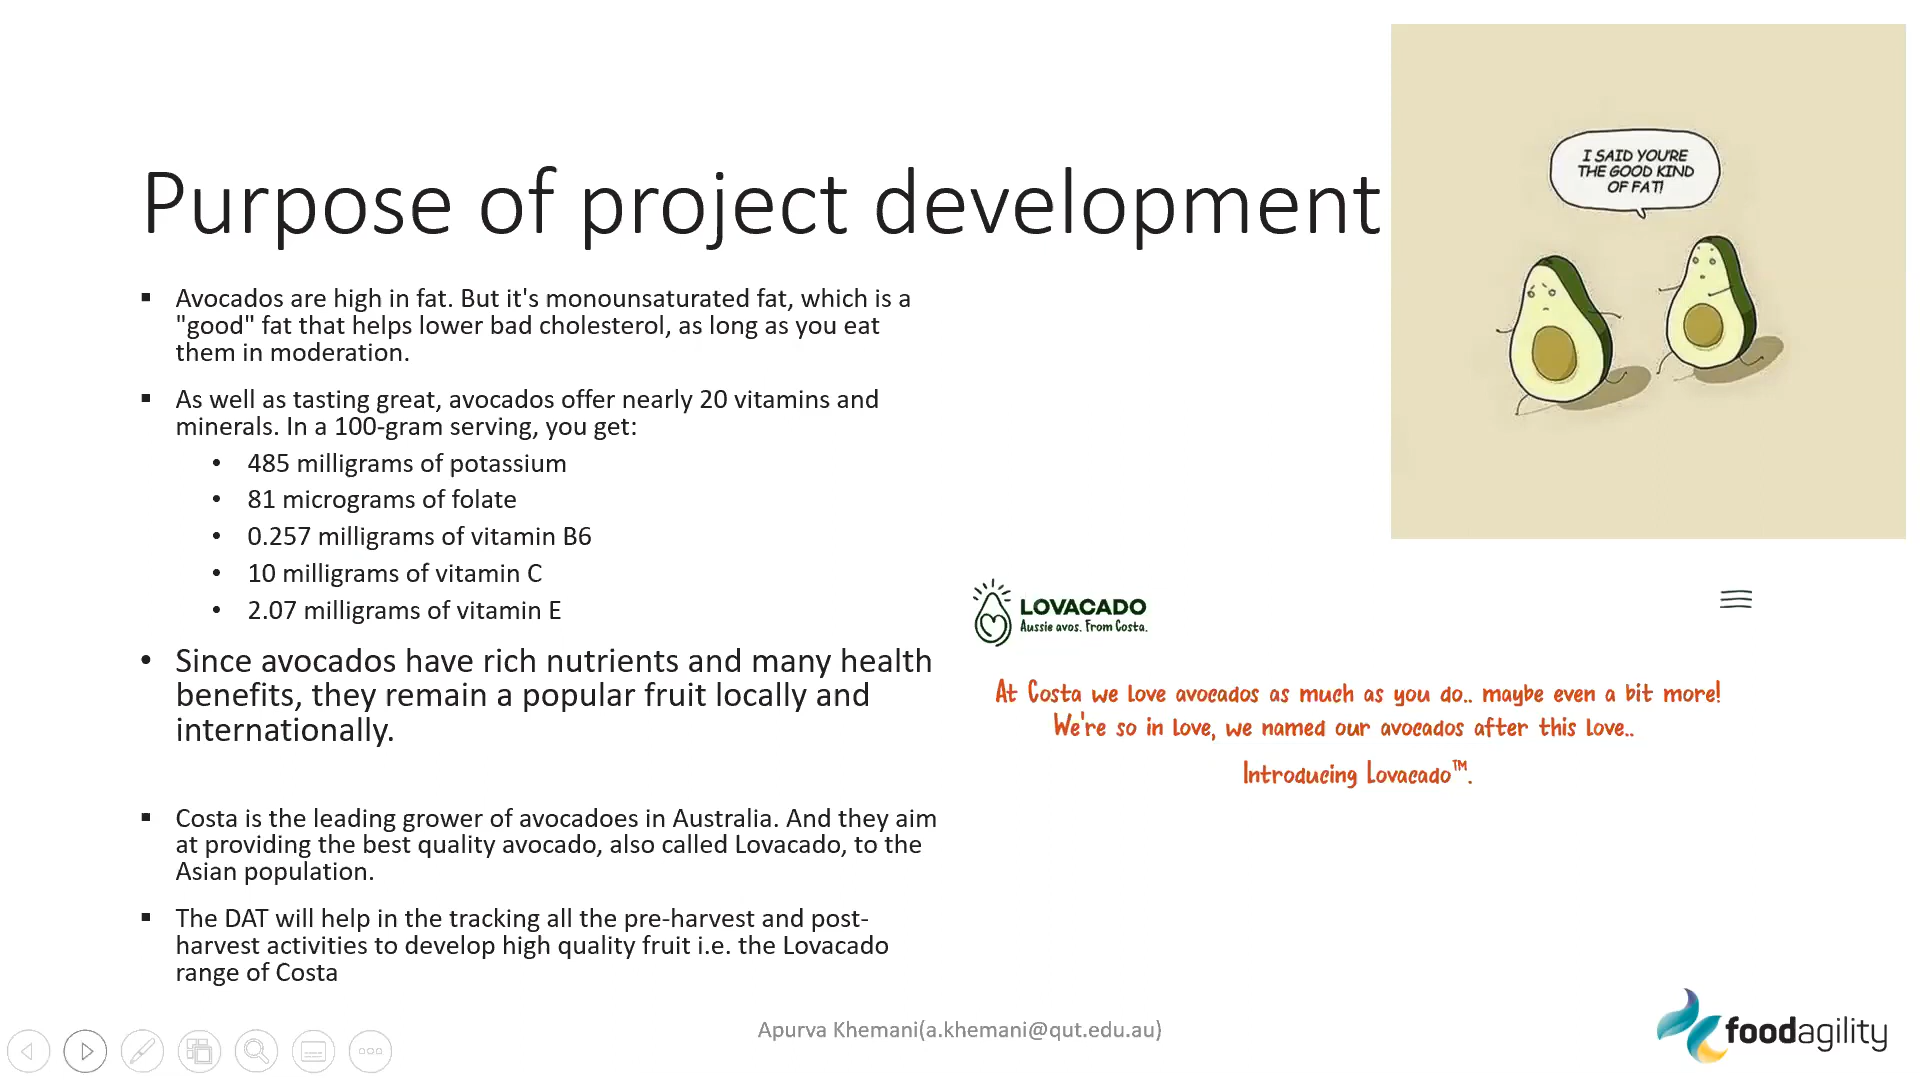 Purpose of project development
I SAID YOU'RE
THE GOOD KIND
OF FAT!
▪ Avocados are high in fat. But it's monounsaturated fat, which is a
"good" fat that helps lower bad cholesterol, as long as you eat
them in moderation.
▪ As well as tasting great, avocados offer nearly 20 vitamins and
minerals. In a 100-gram serving, you get:
• 485 milligrams of potassium
• 81 micrograms of folate
• 0.257 milligrams of vitamin B6
• 10 milligrams of vitamin C
• 2.07 milligrams of vitamin E
• Since avocados have rich nutrients and many health
benefits, they remain a popular fruit locally and
internationally.
▪ Costa is the leading grower of avocadoes in Australia. And they aim
at providing the best quality avocado, also called Lovacado, to the
Asian population.
▪ The DAT will help in the tracking all the pre-harvest and post-
harvest activities to develop high quality fruit i.e. the Lovacado
range of Costa
LOVACADO
Aussie avos. From Costa.
At Costa we love avocados as much as you do.. maybe even a bit more!
We're so in love, we named our avocados after this love..
Introducing Lovacado™.
Apurva Khemani(a.khemani@qut.edu.au)
foodagility